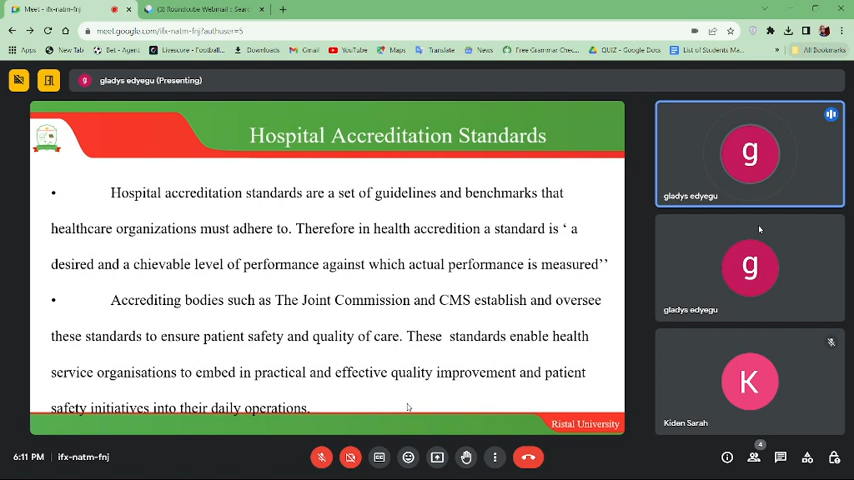 Meet - ifx-natm-fnj
(3) Roundcube Webmail :: Searc
meet.google.com/ifx-natm-fnj?authuser=5
Apps New Tab Bet - Agent Livescore - Football... Downloads Gmail YouTube Maps Translate News Free Grammar Chec... QUIZ - Google Docs List of Students Ma... » All Bookmarks
g gladys edyegu (Presenting)
Hospital Accreditation Standards
• Hospital accreditation standards are a set of guidelines and benchmarks that
healthcare organizations must adhere to. Therefore in health accredition a standard is ‘ a
desired and a chievable level of performance against which actual performance is measured’’
• Accrediting bodies such as The Joint Commission and CMS establish and oversee
these standards to ensure patient safety and quality of care. These standards enable health
service organisations to embed in practical and effective quality improvement and patient
safety initiatives into their daily operations.
Ristal University
g
gladys edyegu
g
gladys edyegu
K
Kiden Sarah
6:11 PM ifx-natm-fnj
4